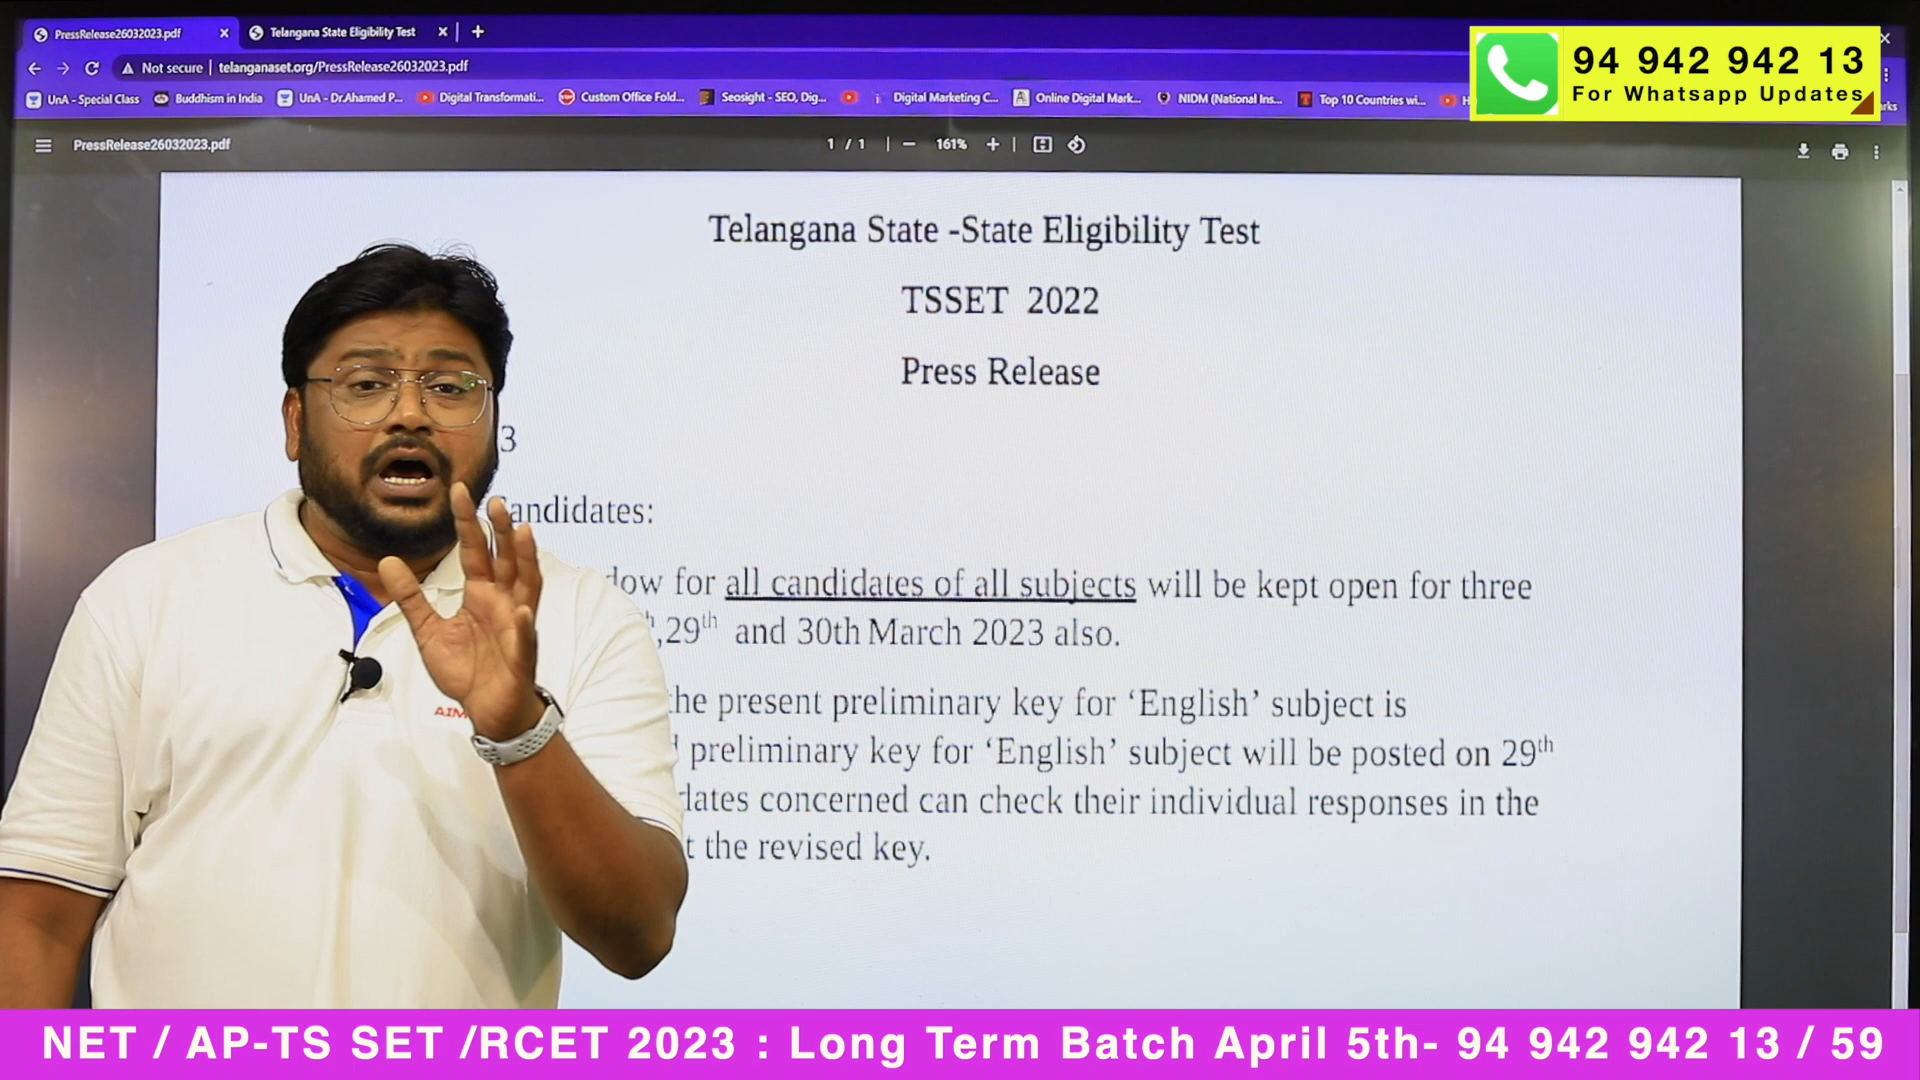 PressRelease26032023.pdf
Telangana State Eligibility Test
94 942 942 13
For Whatsapp Updates
Not secure | telanganaset.org/PressRelease26032023.pdf
UnA - Special Class
Buddhism in India
UnA - Dr.Ahamed P...
Digital Transformati...
Custom Office Fold...
Seosight - SEO, Dig...
Digital Marketing C...
Online Digital Mark...
NIDM (National Ins...
Top 10 Countries wi...
PressRelease26032023.pdf
1 / 1
161%
Telangana State -State Eligibility Test
TSSET 2022
Press Release
3
Candidates:
for all candidates of all subjects will be kept open for three
,29th and 30th March 2023 also.
the present preliminary key for ‘English’ subject is
preliminary key for ‘English’ subject will be posted on 29th
concerned can check their individual responses in the
the revised key.
AIM
NET / AP-TS SET /RCET 2023 : Long Term Batch April 5th- 94 942 942 13 / 59